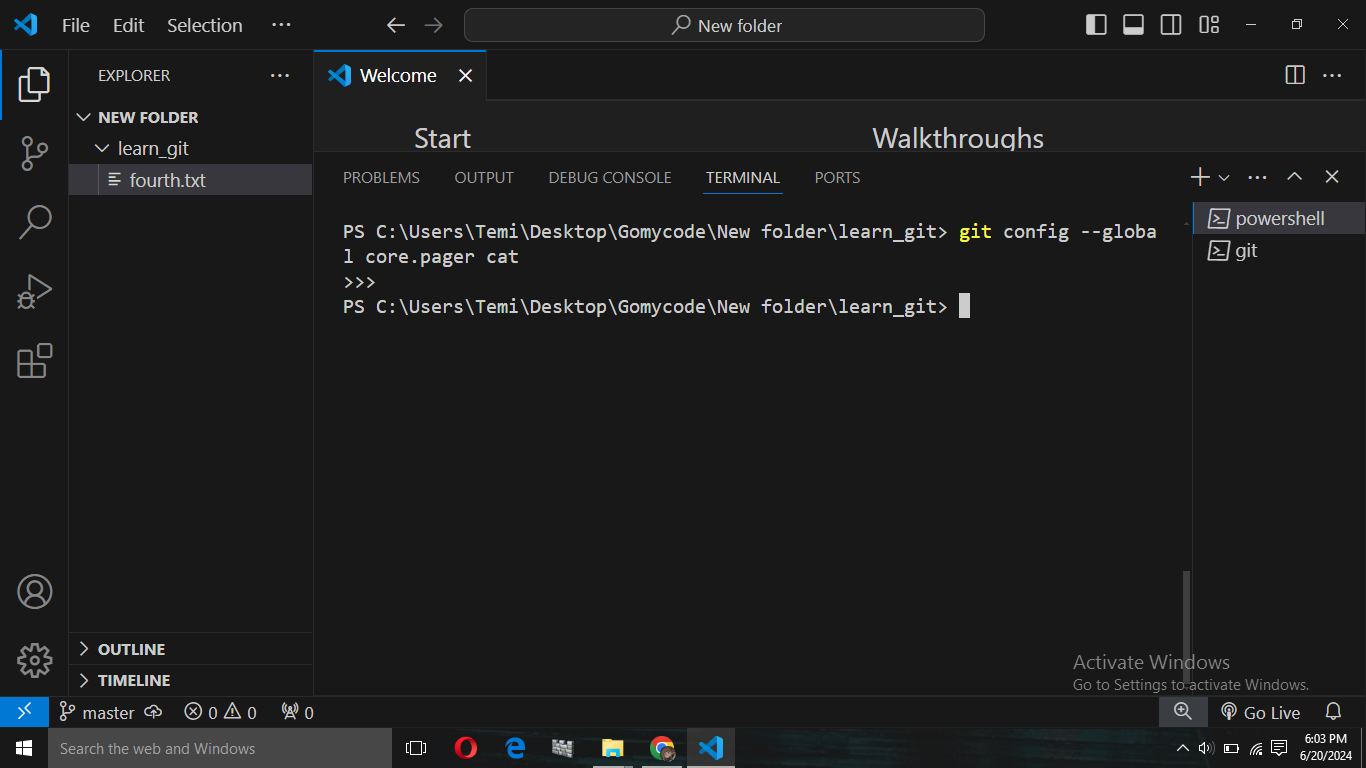 File Edit Selection ···
New folder
EXPLORER ···
Welcome
NEW FOLDER
learn_git
fourth.txt
Start
Walkthroughs
PROBLEMS OUTPUT DEBUG CONSOLE TERMINAL PORTS
PS C:\Users\Temi\Desktop\Gomycode\New folder\learn_git> git config --globa
l core.pager cat
>>>
PS C:\Users\Temi\Desktop\Gomycode\New folder\learn_git>
powershell
git
OUTLINE
TIMELINE
Activate Windows
Go to Settings to activate Windows.
master 0 0 0
Go Live
Search the web and Windows
6:03 PM
6/20/2024